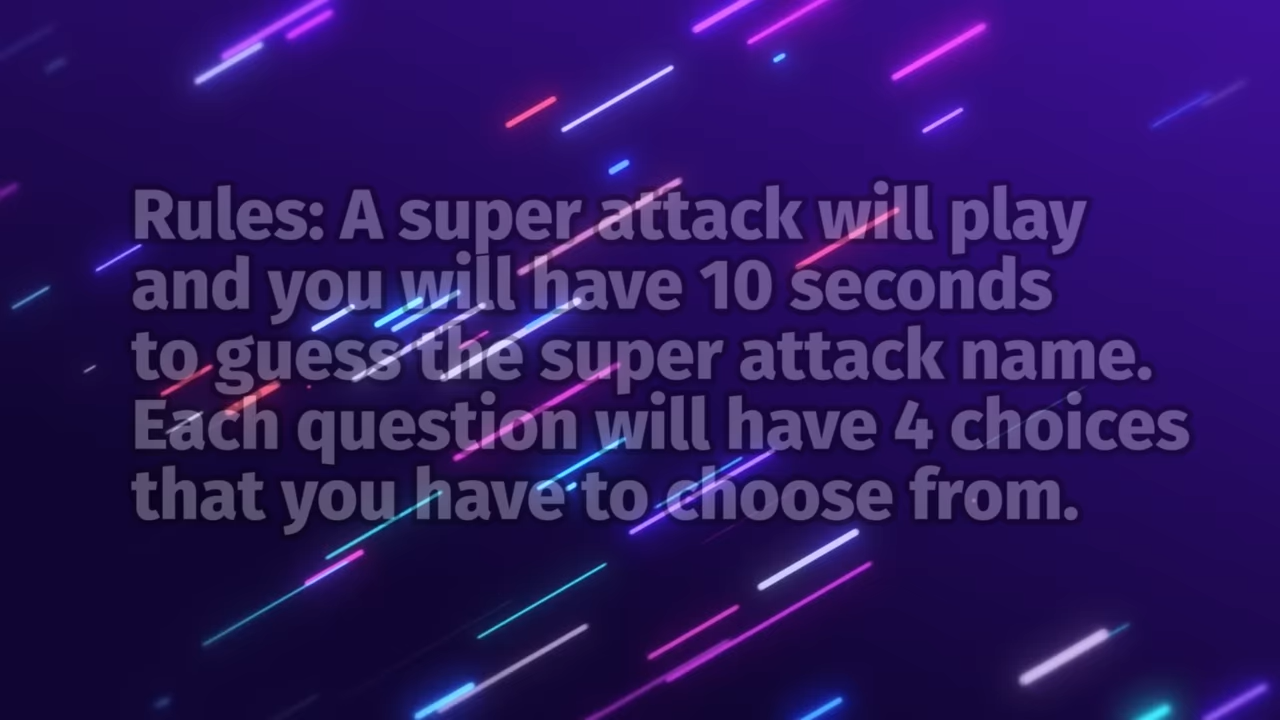 Rules: A super attack will play
and you will have 10 seconds
to guess the super attack name.
Each question will have 4 choices
that you have to choose from.